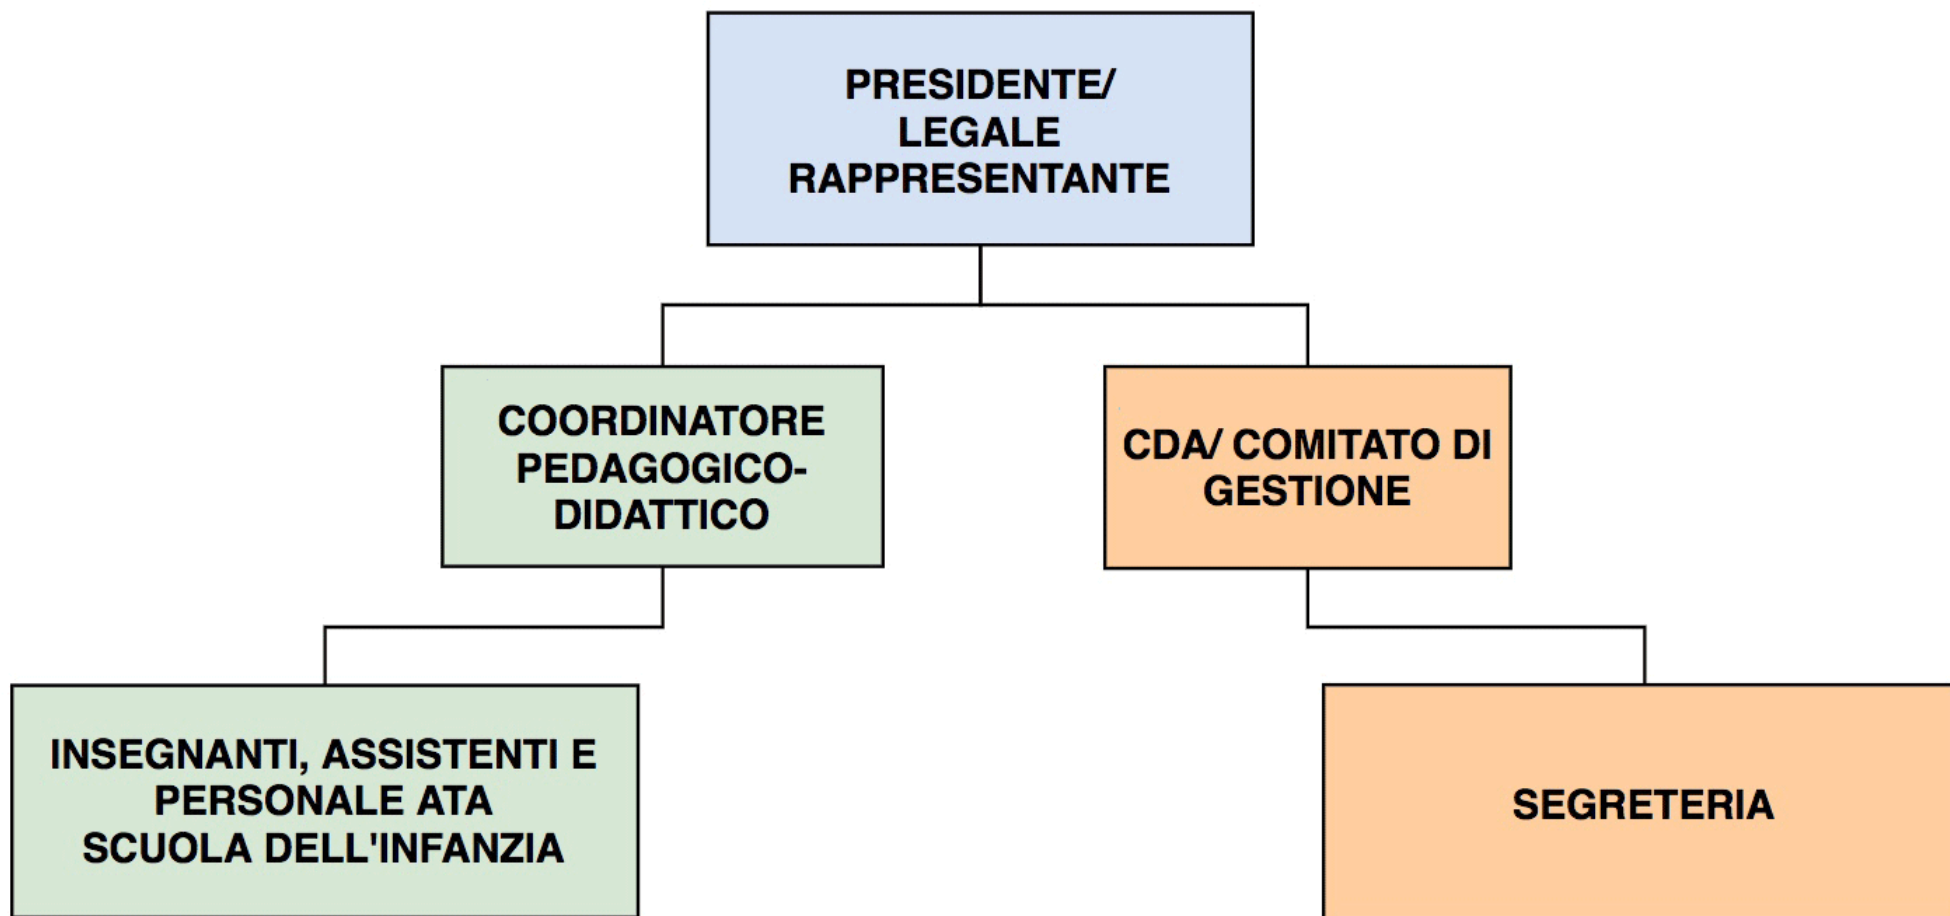 PRESIDENTE/
LEGALE
RAPPRESENTANTE
COORDINATORE
PEDAGOGICO-
DIDATTICO
CDA/ COMITATO DI
GESTIONE
INSEGNANTI, ASSISTENTI E
PERSONALE ATA
SCUOLA DELL'INFANZIA
SEGRETERIA